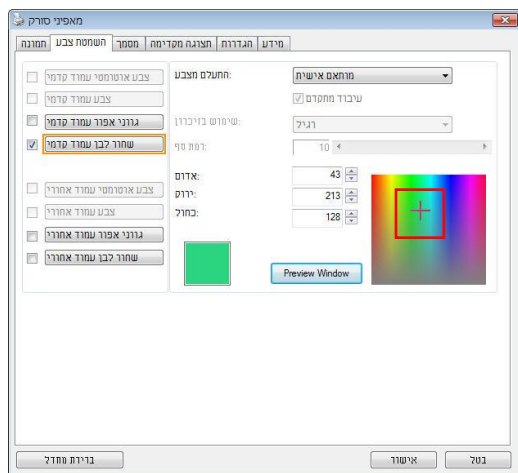 מאפיני סורק
תמונה השמטת צבע מסמך תצוגה מקדימה הגדרות מידע
צבע אוטומטי עמוד קדמי
צבע עמוד קדמי
גווני אפור עמוד קדמי
שחור לבן עמוד קדמי
צבע אוטומטי עמוד אחורי
צבע עמוד אחורי
גווני אפור עמוד אחורי
שחור לבן עמוד אחורי
התעלם מצבע: מותאם אישית
עיבוד מתקדם
שימוש בזיכרון: רגיל
רמת סף: 10
אדום: 43
ירוק: 213
כחול: 128
Preview Window
ברירת מחדל אישור בטל